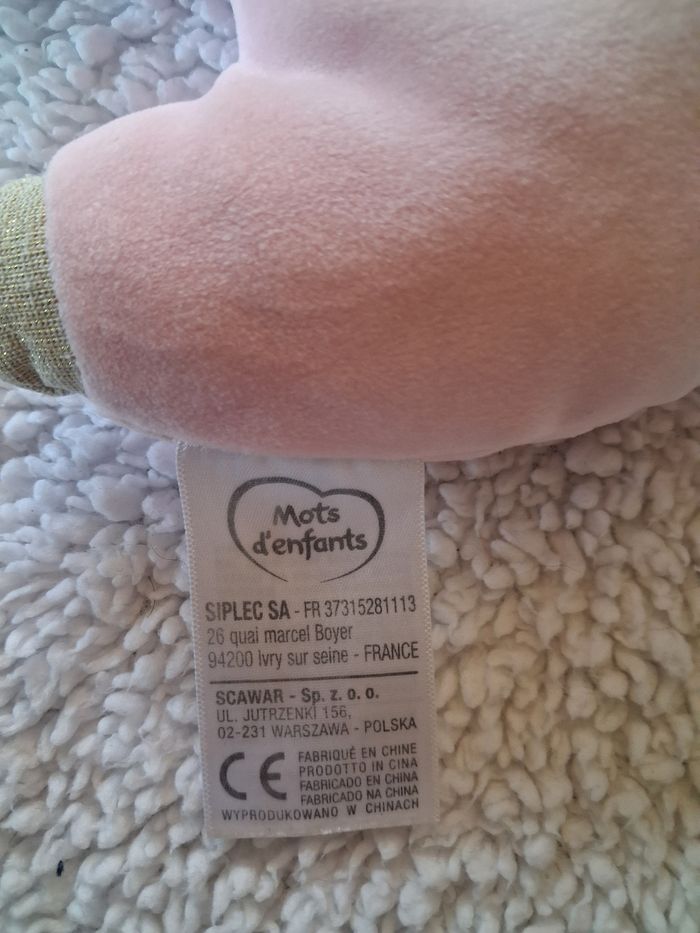 Mots
d'enfants
SIPLEC SA - FR 37315281113
26 quai marcel Boyer
94200 Ivry sur seine - FRANCE
SCAWAR - Sp. z. o. o.
UL. JUTRZENKI 156,
02-231 WARSZAWA - POLSKA
CE
FABRIQUÉ EN CHINE
PRODOTTO IN CINA
FABRICADO EN CHINA
FABRICADO NA CHINA
WYPRODUKOWANO W CHINACH